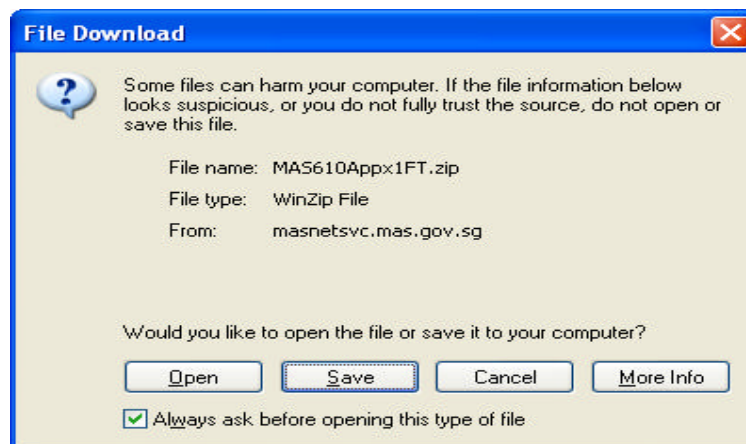 File Download
Some files can harm your computer. If the file information below
looks suspicious, or you do not fully trust the source, do not open or
save this file.
File name: MAS610Appx1FT.zip
File type: WinZip File
From: masnetsvc.mas.gov.sg
Would you like to open the file or save it to your computer?
Open Save Cancel More Info
Always ask before opening this type of file